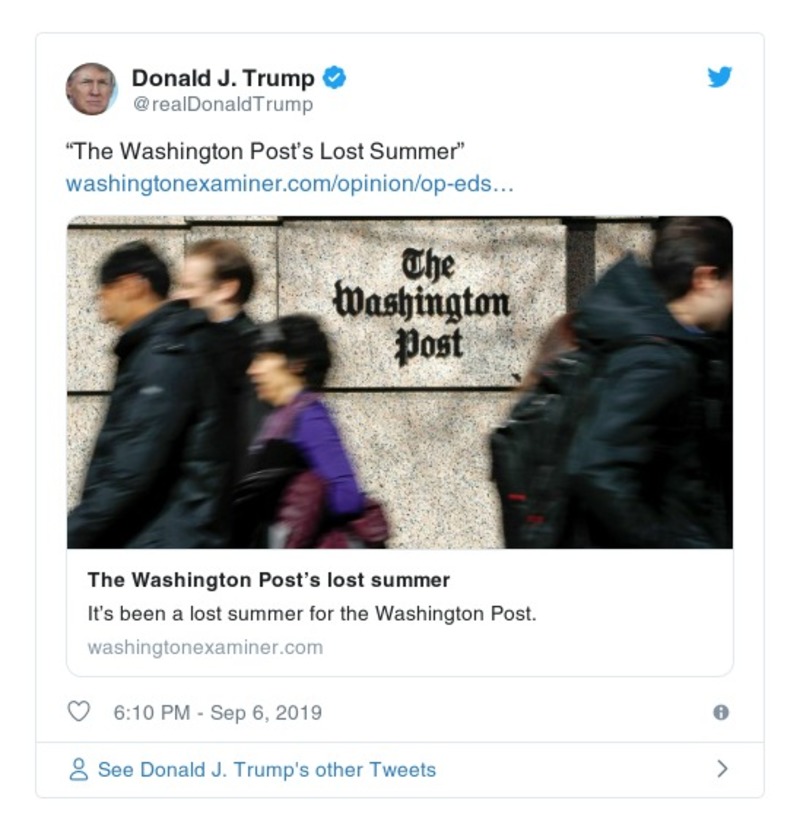 Donald J. Trump
@realDonaldTrump
“The Washington Post’s Lost Summer”
washingtonexaminer.com/opinion/op-eds…
The
Washington
Post
The Washington Post’s lost summer
It’s been a lost summer for the Washington Post.
washingtonexaminer.com
6:10 PM - Sep 6, 2019
See Donald J. Trump's other Tweets